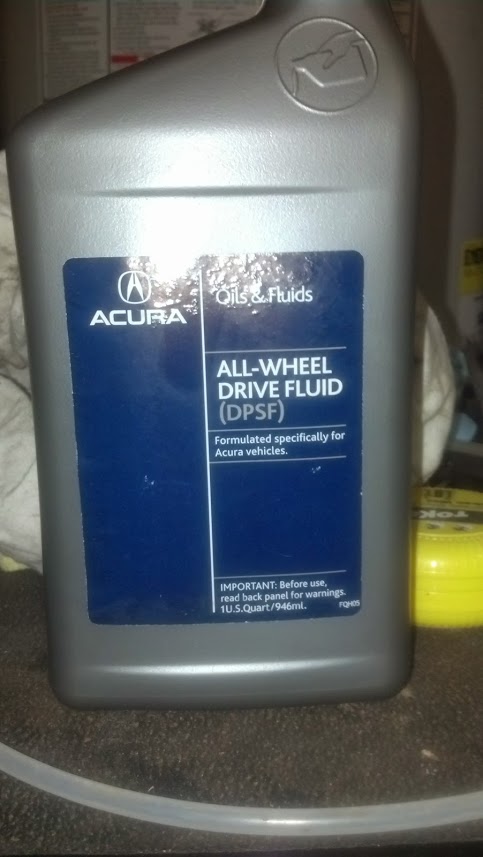 ACURA
Oils & Fluids
ALL-WHEEL
DRIVE FLUID
(DPSF)
Formulated specifically for
Acura vehicles.
IMPORTANT: Before use,
read back panel for warnings.
1U.S.Quart/946ml.
FQH05
TOK